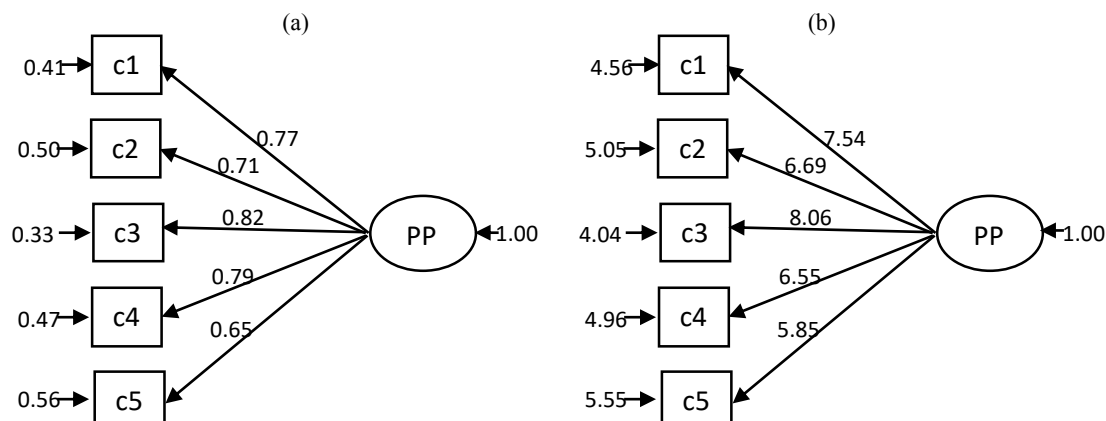 (a)
0.41 c1
0.77
0.50 c2
0.71
0.33 c3
0.82
PP 1.00
0.47 c4
0.79
0.56 c5
0.65
(b)
4.56 c1
7.54
5.05 c2
6.69
4.04 c3
8.06
PP 1.00
4.96 c4
6.55
5.55 c5
5.85